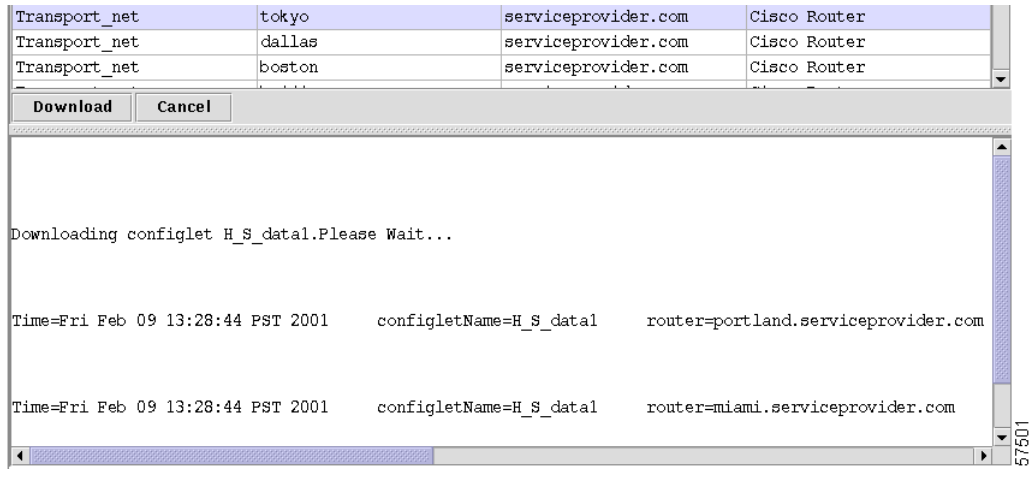 Transport_net tokyo serviceprovider.com Cisco Router
Transport_net dallas serviceprovider.com Cisco Router
Transport_net boston serviceprovider.com Cisco Router
Download Cancel
Downloading configlet H_S_data1.Please Wait...
Time=Fri Feb 09 13:28:44 PST 2001 configletName=H_S_data1 router=portland.serviceprovider.com
Time=Fri Feb 09 13:28:44 PST 2001 configletName=H_S_data1 router=miami.serviceprovider.com
57501